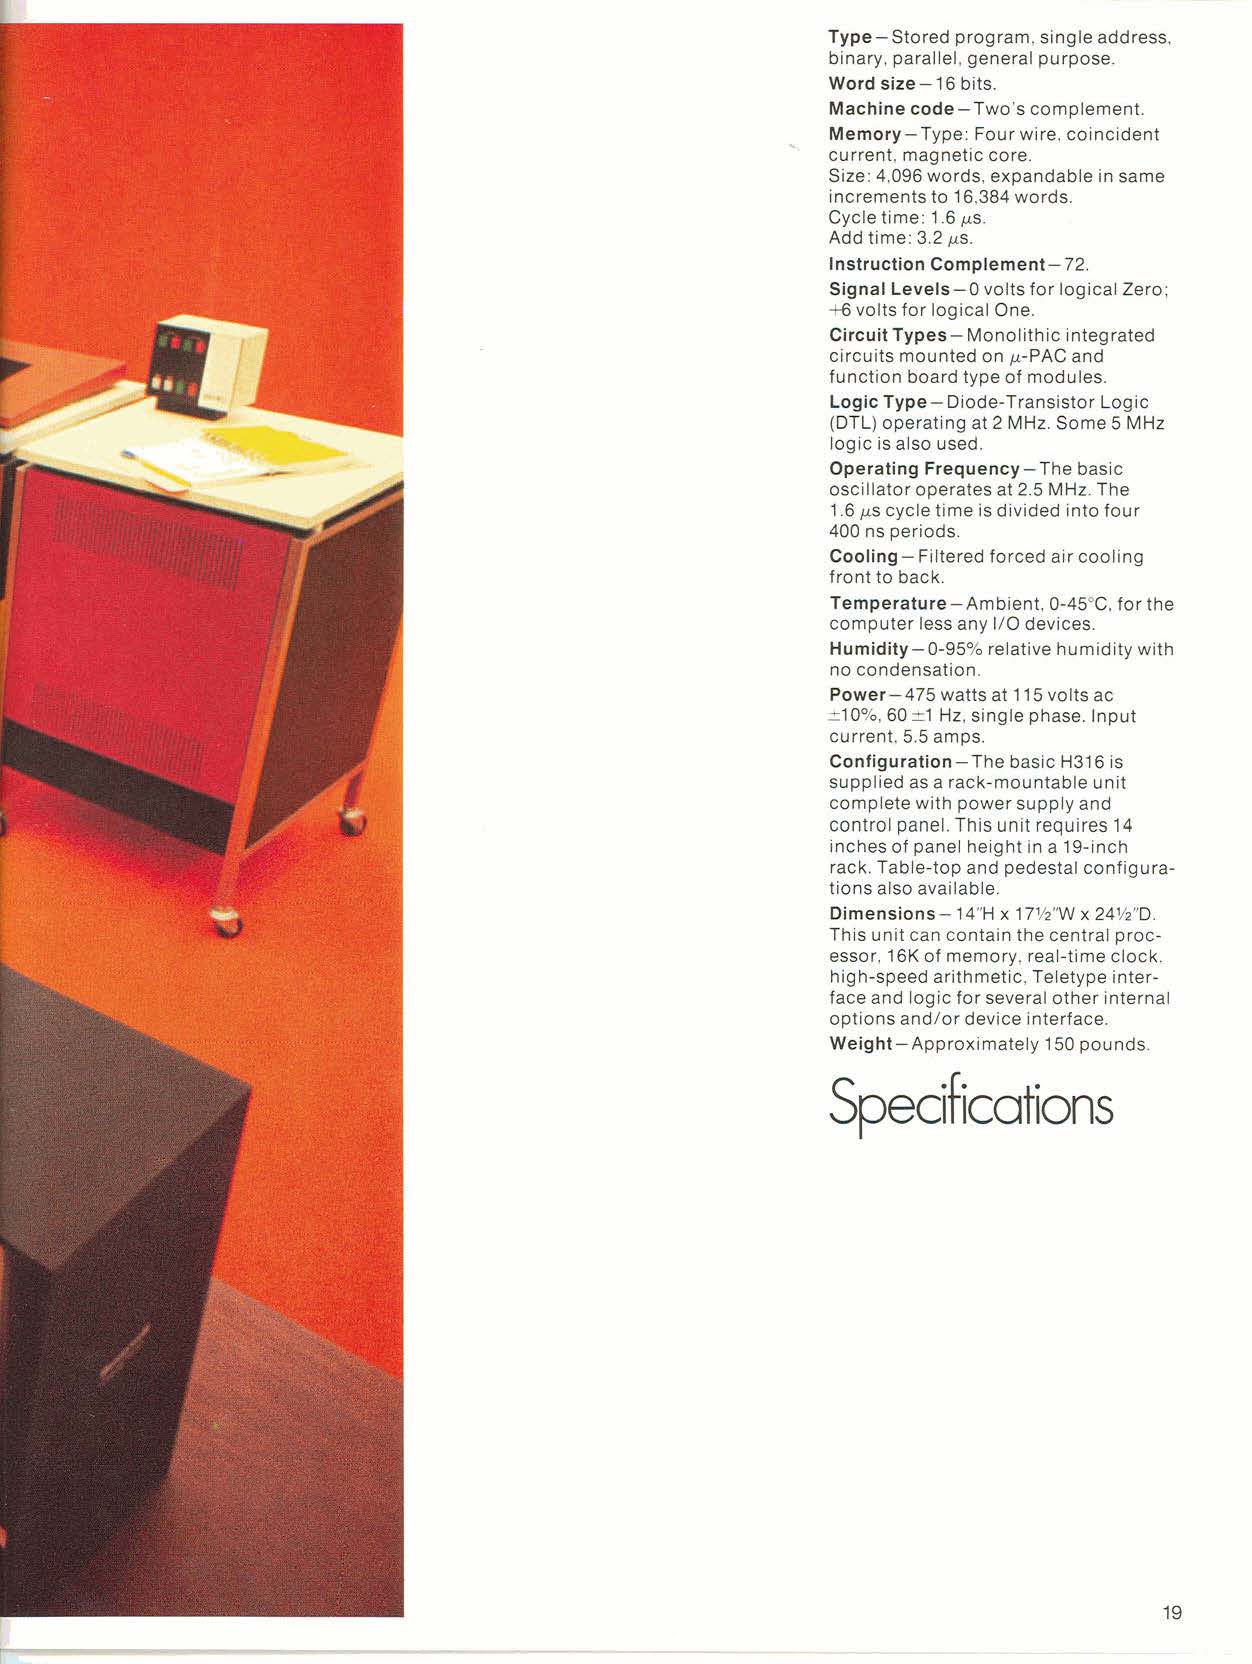 Type—Stored program, single address,
binary, parallel, general purpose.
Word size—16 bits.
Machine code—Two's complement.
Memory—Type: Four wire, coincident
current, magnetic core.
Size: 4,096 words, expandable in same
increments to 16,384 words.
Cycle time: 1.6 μs.
Add time: 3.2 μs.
Instruction Complement—72.
Signal Levels—0 volts for logical Zero;
+6 volts for logical One.
Circuit Types—Monolithic integrated
circuits mounted on μ-PAC and
function board type of modules.
Logic Type—Diode-Transistor Logic
(DTL) operating at 2 MHz. Some 5 MHz
logic is also used.
Operating Frequency—The basic
oscillator operates at 2.5 MHz. The
1.6 μs cycle time is divided into four
400 ns periods.
Cooling—Filtered forced air cooling
front to back.
Temperature—Ambient, 0-45°C, for the
computer less any I/O devices.
Humidity—0-95% relative humidity with
no condensation.
Power—475 watts at 115 volts ac
±10%, 60 ±1 Hz, single phase. Input
current, 5.5 amps.
Configuration—The basic H316 is
supplied as a rack-mountable unit
complete with power supply and
control panel. This unit requires 14
inches of panel height in a 19-inch
rack. Table-top and pedestal configura-
tions also available.
Dimensions—14"H x 17½"W x 24½"D.
This unit can contain the central proc-
essor, 16K of memory, real-time clock,
high-speed arithmetic, Teletype inter-
face and logic for several other internal
options and/or device interface.
Weight—Approximately 150 pounds.
Specifications
19